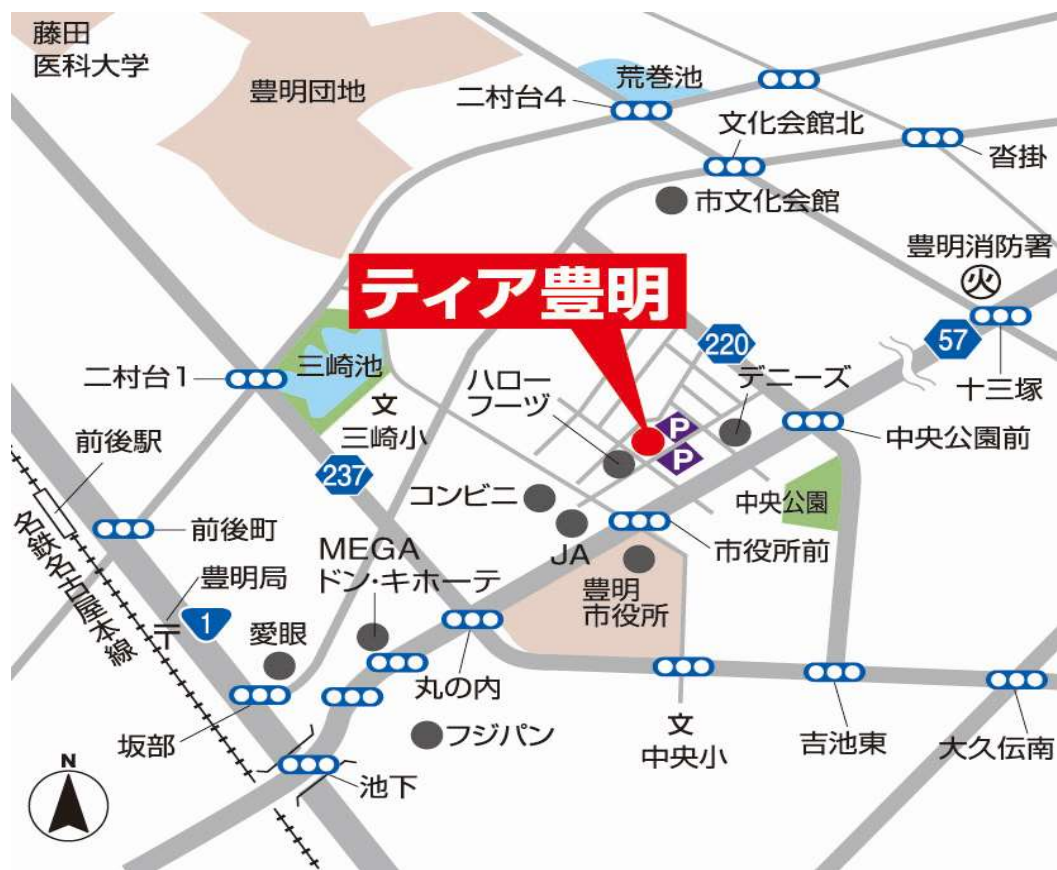 藤田
医科大学
豊明団地
荒巻池
二村台4
文化会館北
沓掛
市文化会館
豊明消防署
火
ティア豊明
57
220
十三塚
三崎池
二村台1
ハロー
フーヅ
デニーズ
文
三崎小
前後駅
P
P
中央公園前
237
コンビニ
中央公園
前後町
JA
市役所前
名鉄名古屋本線
MEGA
ドン・キホーテ
豊明局
豊明
市役所
〒
1
愛眼
丸の内
坂部
フジパン
文
中央小
吉池東
大久伝南
池下
N